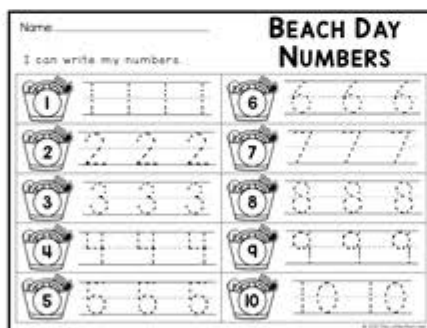 Name:
BEACH DAY
NUMBERS
I can write my numbers.
1 1 1 1 1
6 6 6 6
2 2 2 2
7 7 7 7
3 3 3 3
8 8 8 8
4 4 4 4
9 9 9 9
5 5 5 5
10 10 10